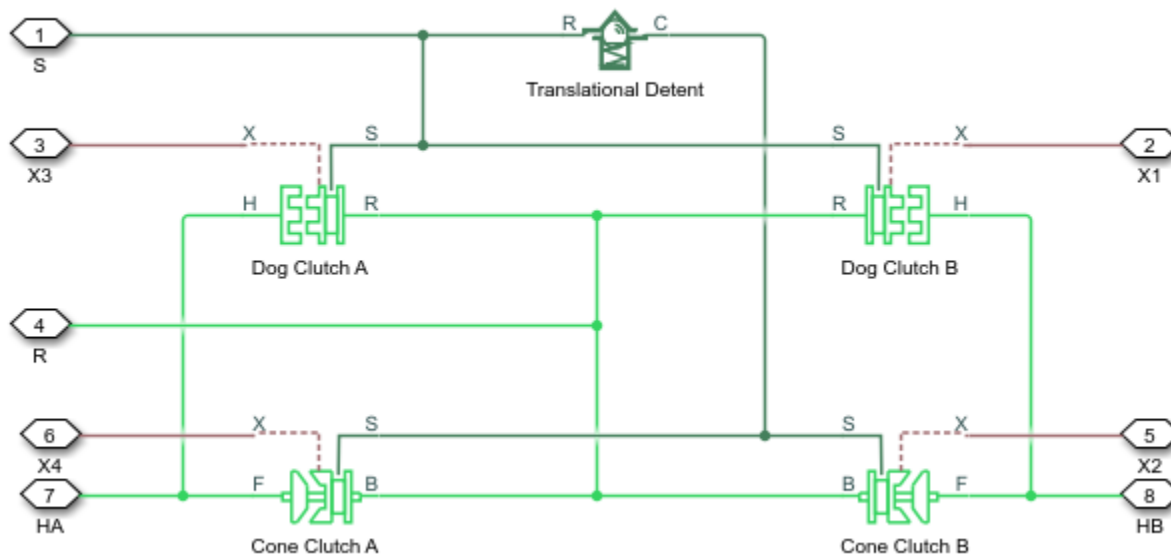 1
S
R
C
Translational Detent
3
X3
X
S
S
X
2
X1
H
R
R
H
Dog Clutch A
Dog Clutch B
4
R
6
X4
X
S
S
X
5
X2
7
HA
F
B
B
F
8
HB
Cone Clutch A
Cone Clutch B